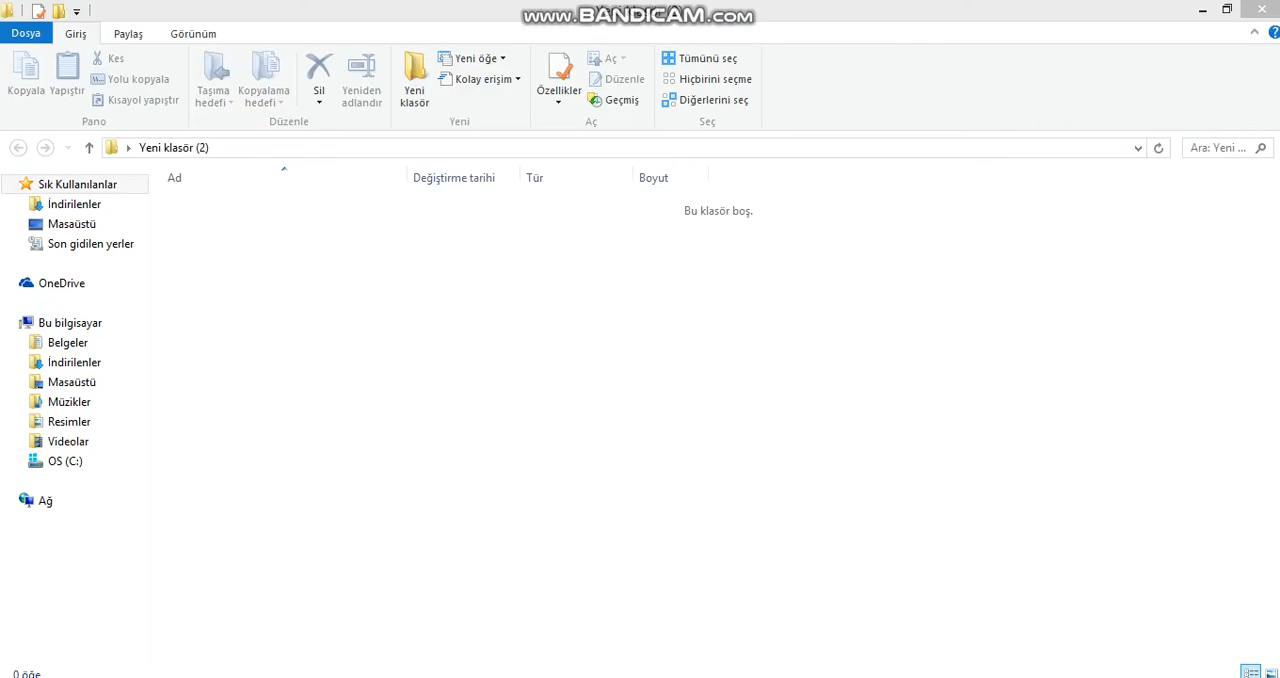 www.BANDICAM.com
Dosya Giriş Paylaş Görünüm
Kopyala Yapıştır Kes
Yolu kopyala
Kısayol yapıştır
Pano
Taşıma hedefi
Kopyalama hedefi
Sil
Yeniden adlandır
Düzenle
Yeni klasör
Yeni öğe
Kolay erişim
Yeni
Özellikler
Aç
Düzenle
Geçmiş
Aç
Tümünü seç
Hiçbirini seçme
Diğerlerini seç
Seç
Yeni klasör (2)
Ara: Yeni ...
Ad Değiştirme tarihi Tür Boyut
Bu klasör boş.
Sık Kullanılanlar
İndirilenler
Masaüstü
Son gidilen yerler
OneDrive
Bu bilgisayar
Belgeler
İndirilenler
Masaüstü
Müzikler
Resimler
Videolar
OS (C:)
Ağ
0 öğe